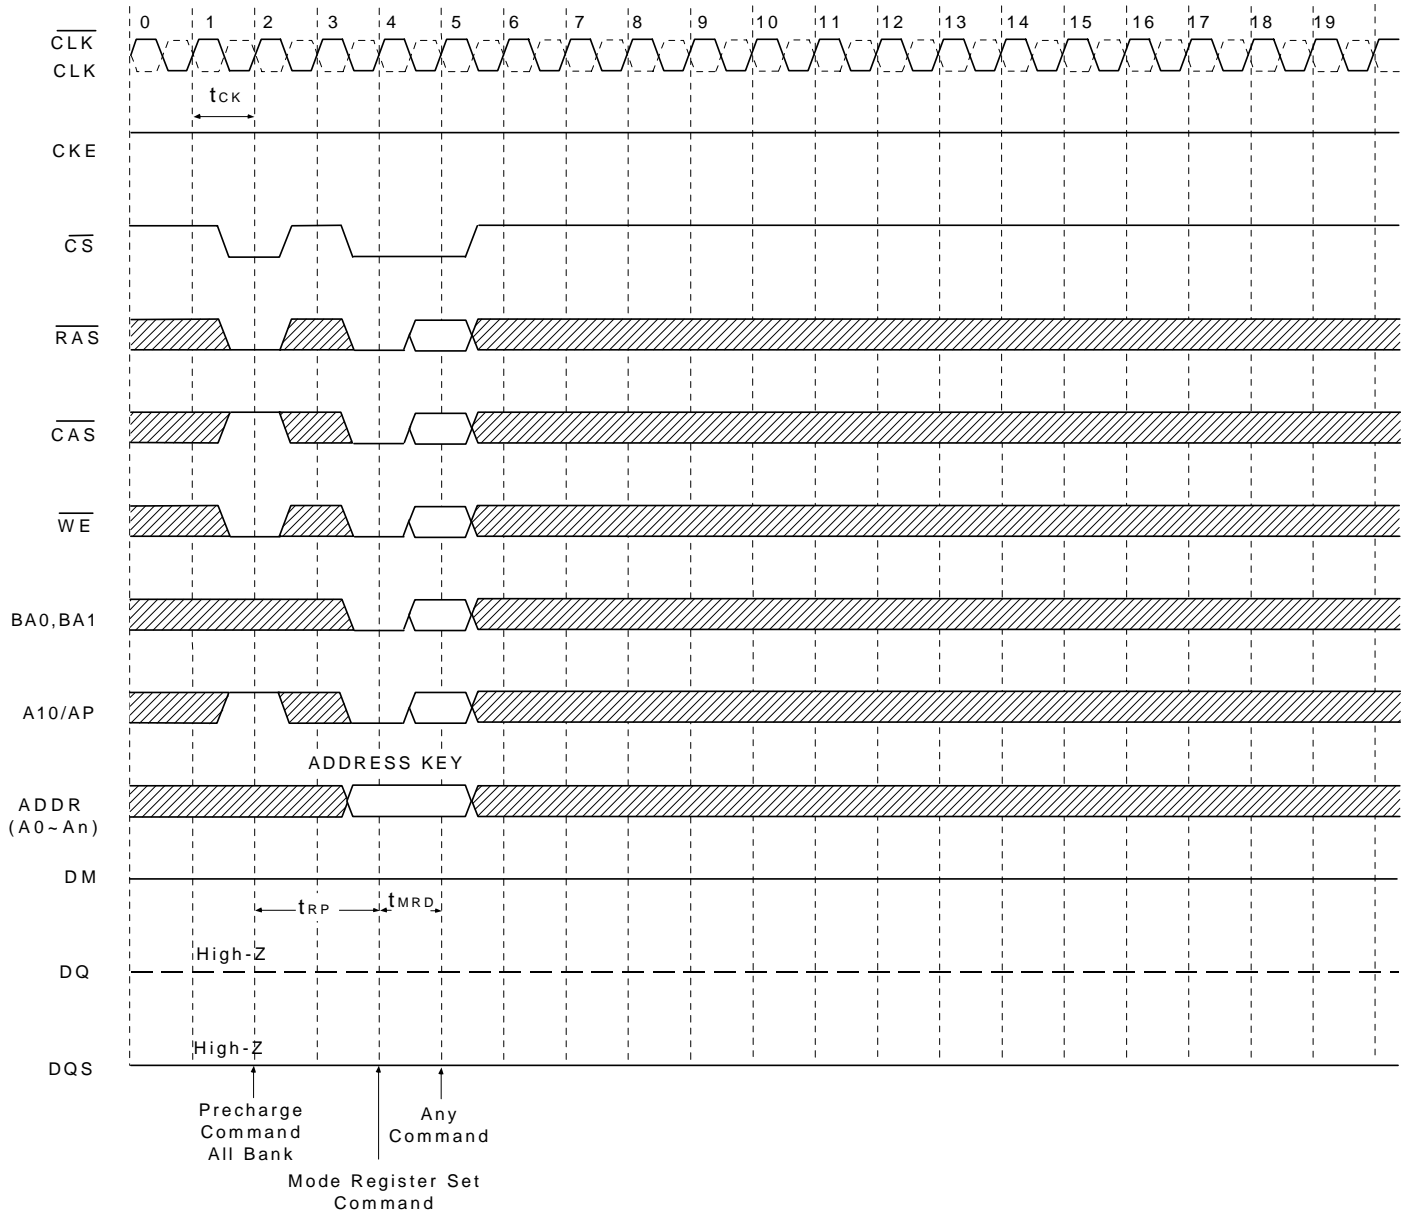 0 1 2 3 4 5 6 7 8 9 10 11 12 13 14 15 16 17 18 19
CLK
CLK
tCK
CKE
CS
RAS
CAS
WE
BA0,BA1
A10/AP
ADDRESS KEY
ADDR
(A0~An)
DM
tRP tMRD
High-Z
DQ
High-Z
DQS
Precharge
Command
All Bank
Any
Command
Mode Register Set
Command